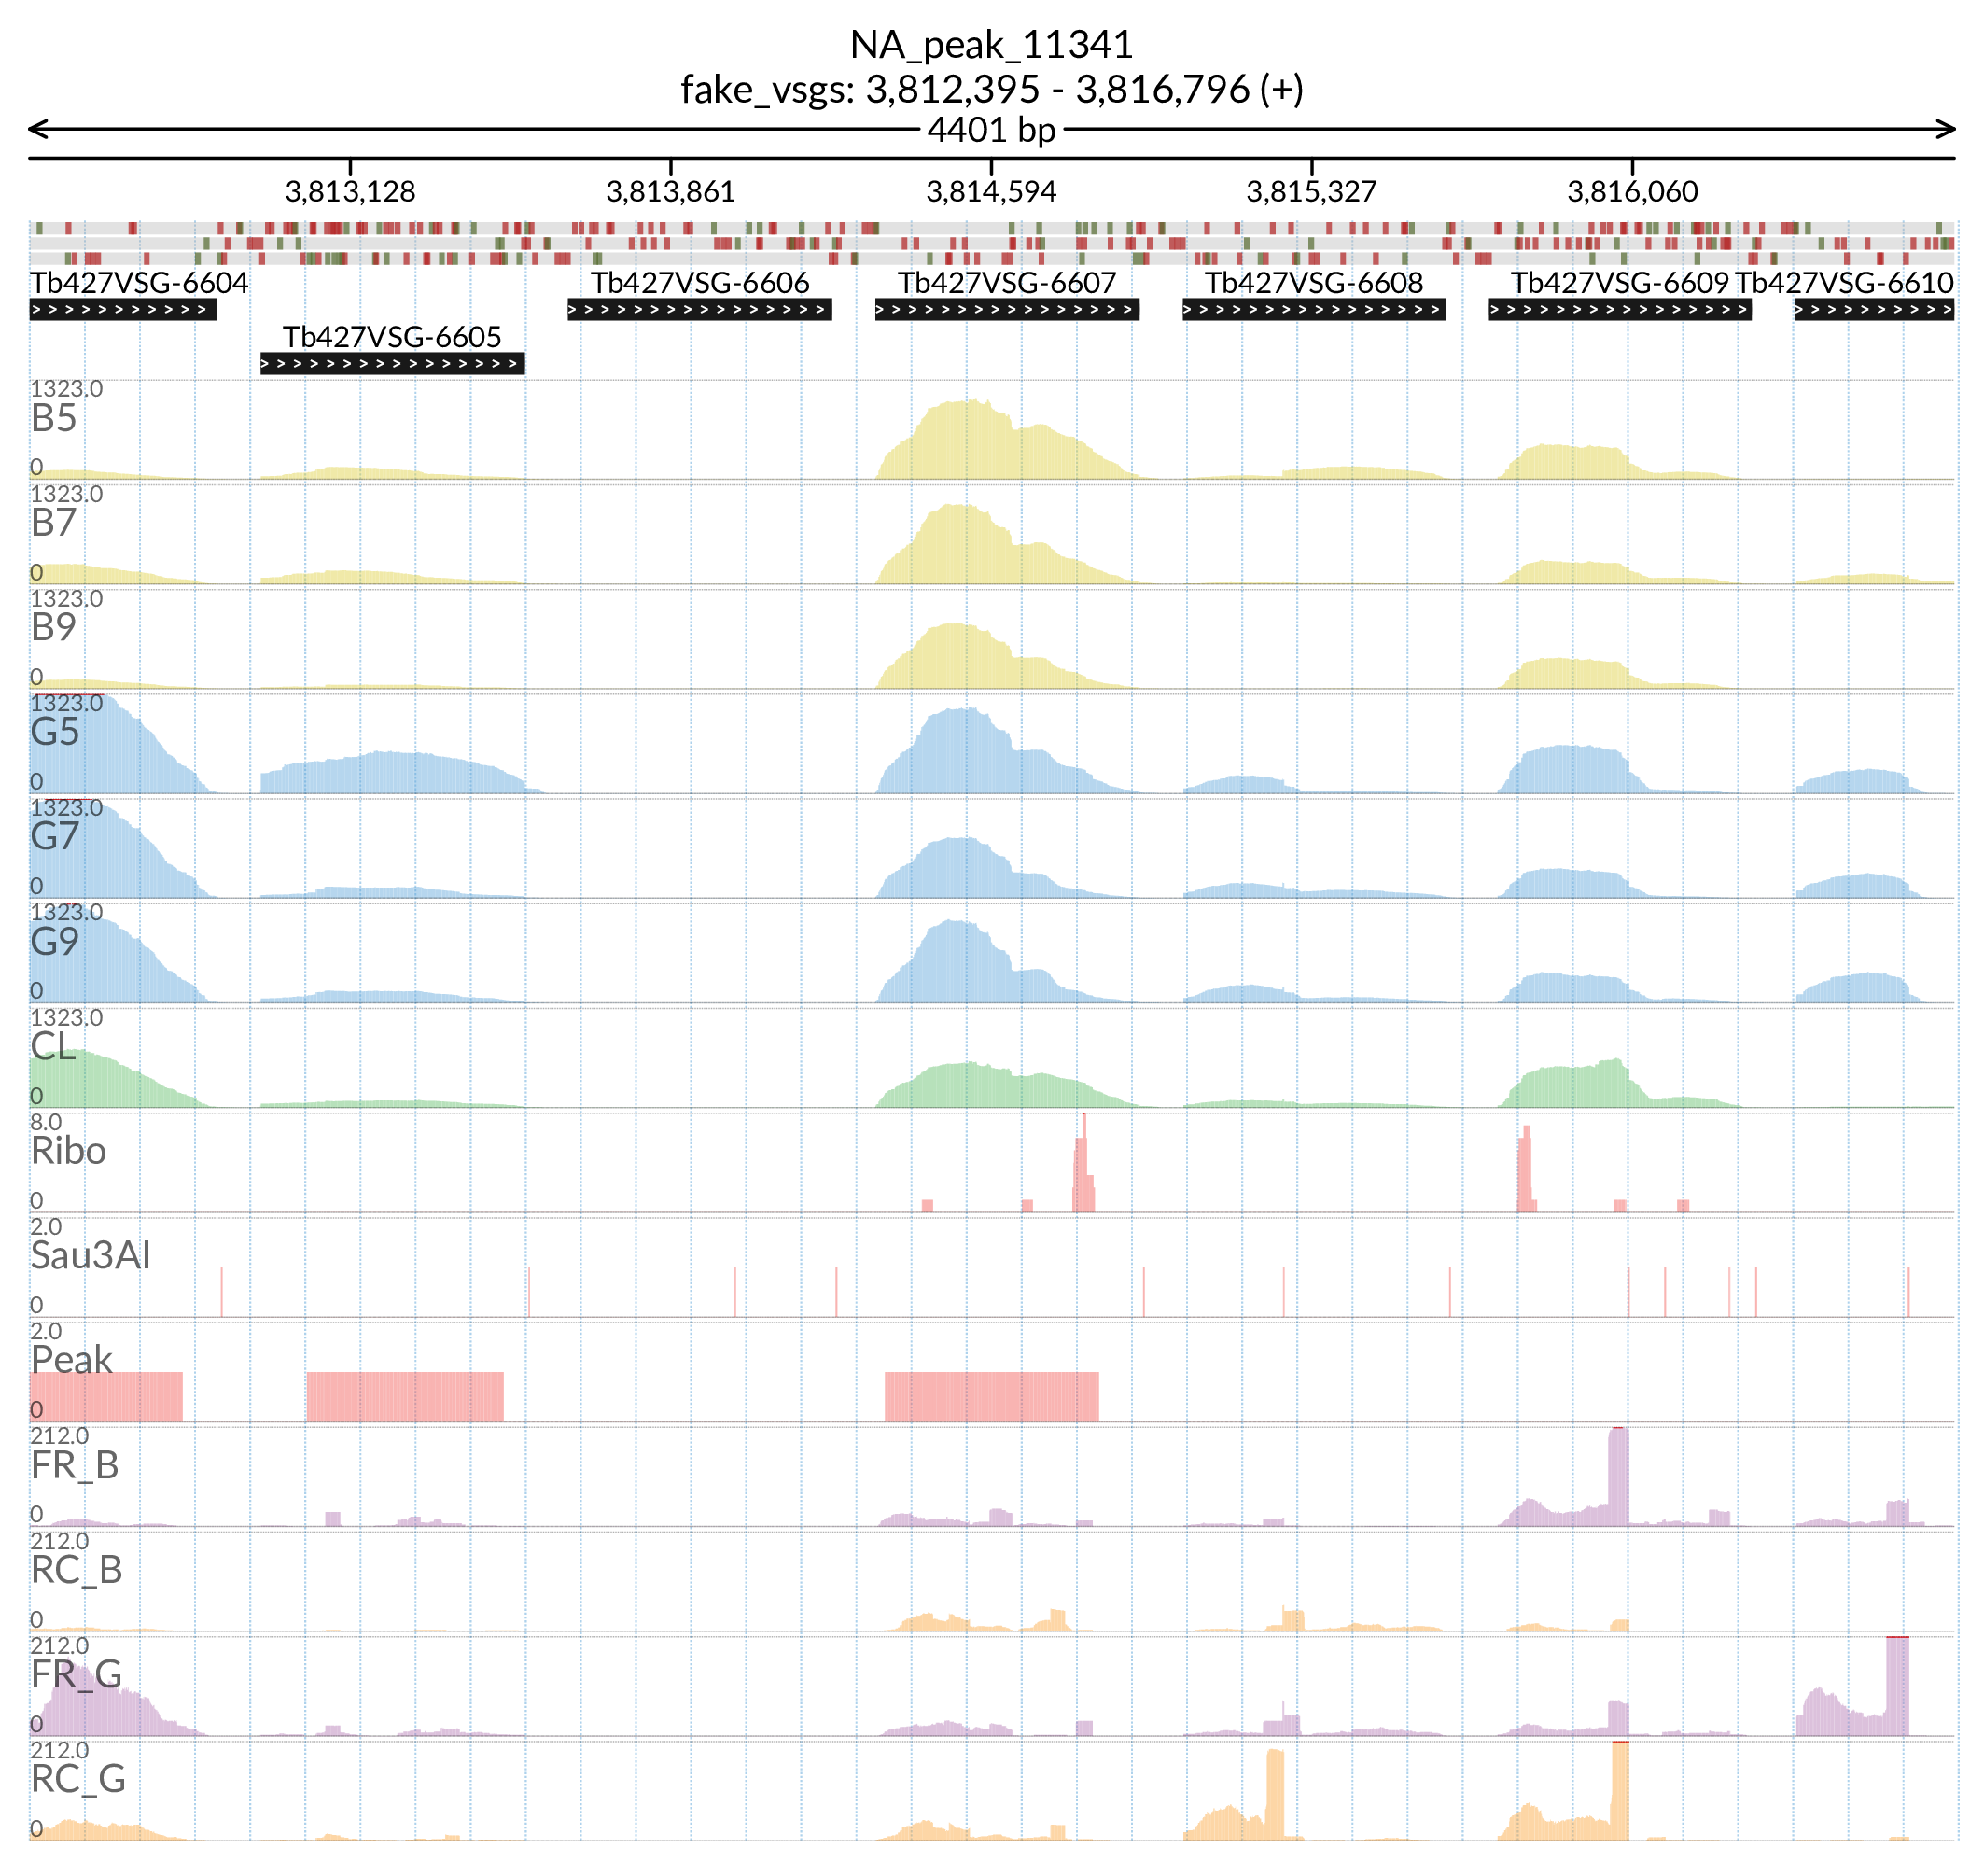 NA_peak_11341
fake_vsgs: 3,812,395 - 3,816,796 (+)
4401 bp
3,813,128 3,813,861 3,814,594 3,815,327 3,816,060
Tb427VSG-6604 Tb427VSG-6606 Tb427VSG-6607 Tb427VSG-6608 Tb427VSG-6609 Tb427VSG-6610
Tb427VSG-6605
1323.0
B5
0
1323.0
B7
0
1323.0
B9
0
1323.0
G5
0
1323.0
G7
0
1323.0
G9
0
1323.0
CL
0
8.0
Ribo
0
2.0
Sau3AI
0
2.0
Peak
0
212.0
FR_B
0
212.0
RC_B
0
212.0
FR_G
0
212.0
RC_G
0